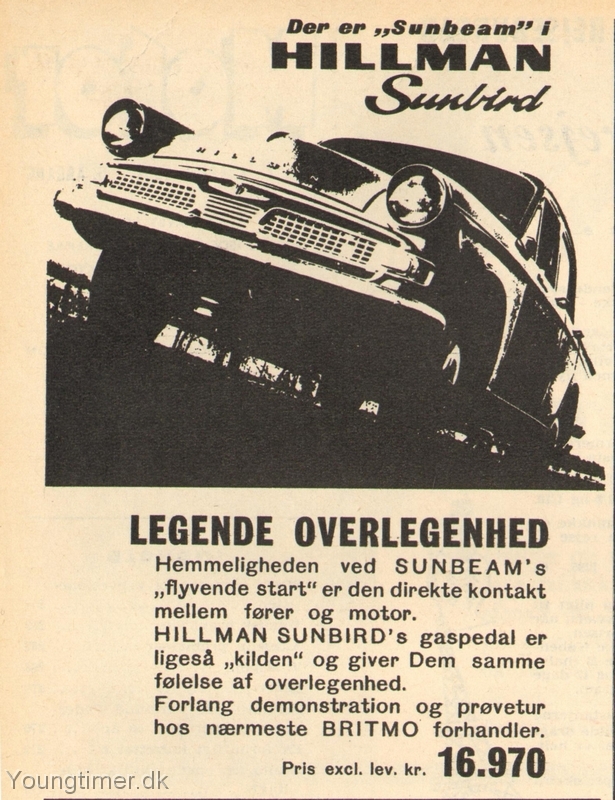 Der er „Sunbeam” i
HILLMAN
Sunbird
HILL
LEGENDE OVERLEGENHED
Hemmeligheden ved SUNBEAM's
„flyvende start“ er den direkte kontakt
mellem fører og motor.
HILLMAN SUNBIRD's gaspedal er
ligeså „kilden“ og giver Dem samme
følelse af overlegenhed.
Forlang demonstration og prøvetur
hos nærmeste BRITMO forhandler.
Pris excl. lev. kr. 16.970
Youngtimer.dk